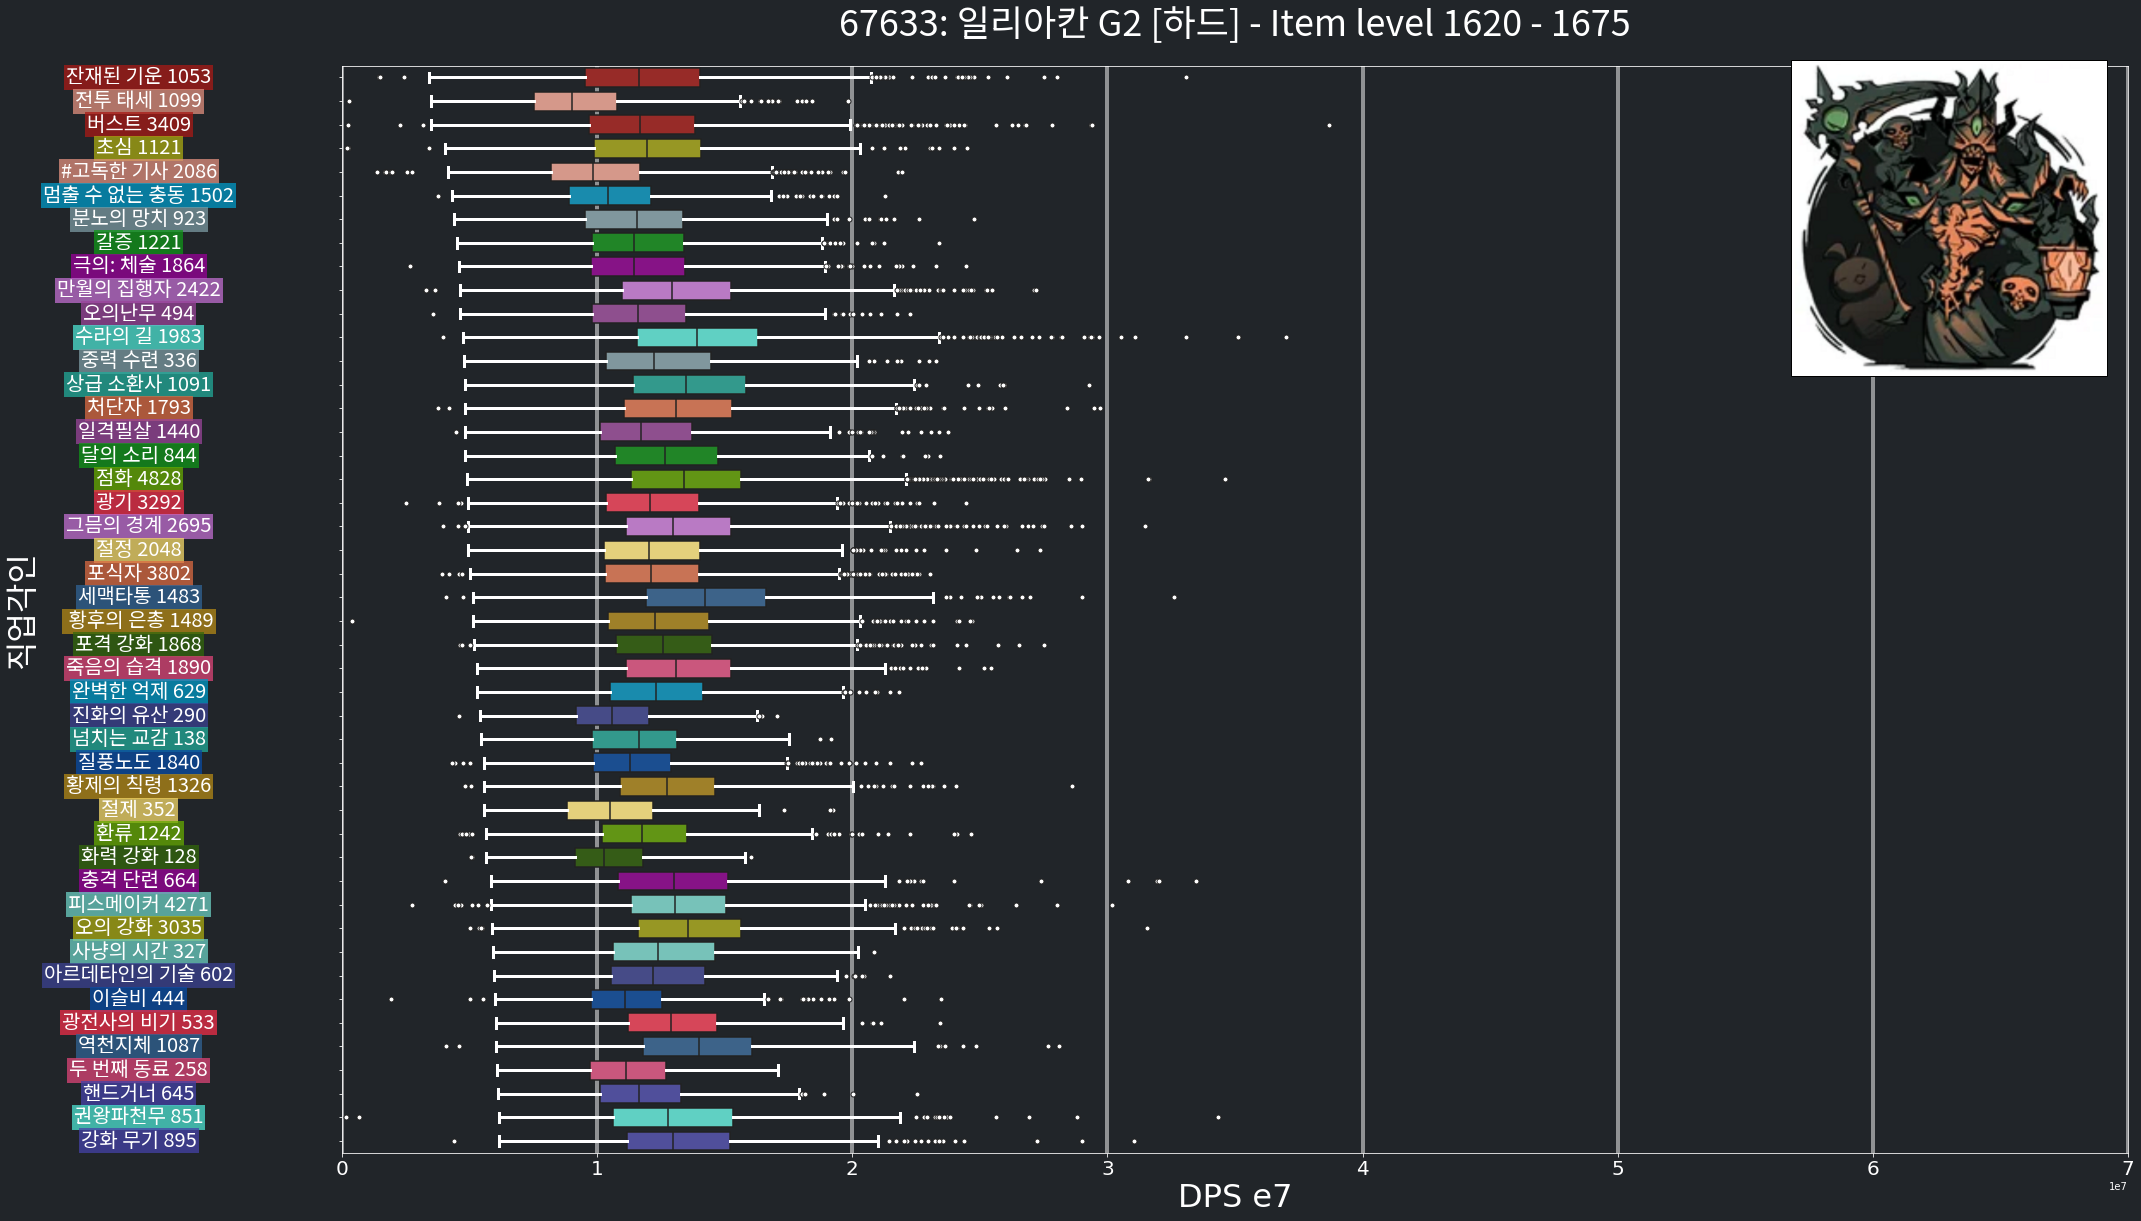 67633: 일리아칸 G2 [하드] - Item level 1620 - 1675
잔재된 기운 1053
전투 태세 1099
버스트 3409
초심 1121
#고독한 기사 2086
멈출 수 없는 충동 1502
분노의 망치 923
갈증 1221
극의: 체술 1864
만월의 집행자 2422
오의난무 494
수라의 길 1983
중력 수련 336
상급 소환사 1091
처단자 1793
일격필살 1440
달의 소리 844
점화 4828
광기 3292
그믐의 경계 2695
절정 2048
포식자 3802
세맥타통 1483
황후의 은총 1489
포격 강화 1868
죽음의 습격 1890
완벽한 억제 629
진화의 유산 290
넘치는 교감 138
질풍노도 1840
황제의 칙령 1326
절제 352
환류 1242
화력 강화 128
충격 단련 664
피스메이커 4271
오의 강화 3035
사냥의 시간 327
아르데타인의 기술 602
이슬비 444
광전사의 비기 533
역천지체 1087
두 번째 동료 258
핸드거너 645
권왕파천무 851
강화 무기 895
직업각인
0 1 2 3 4 5 6 7
DPS e7
1e7